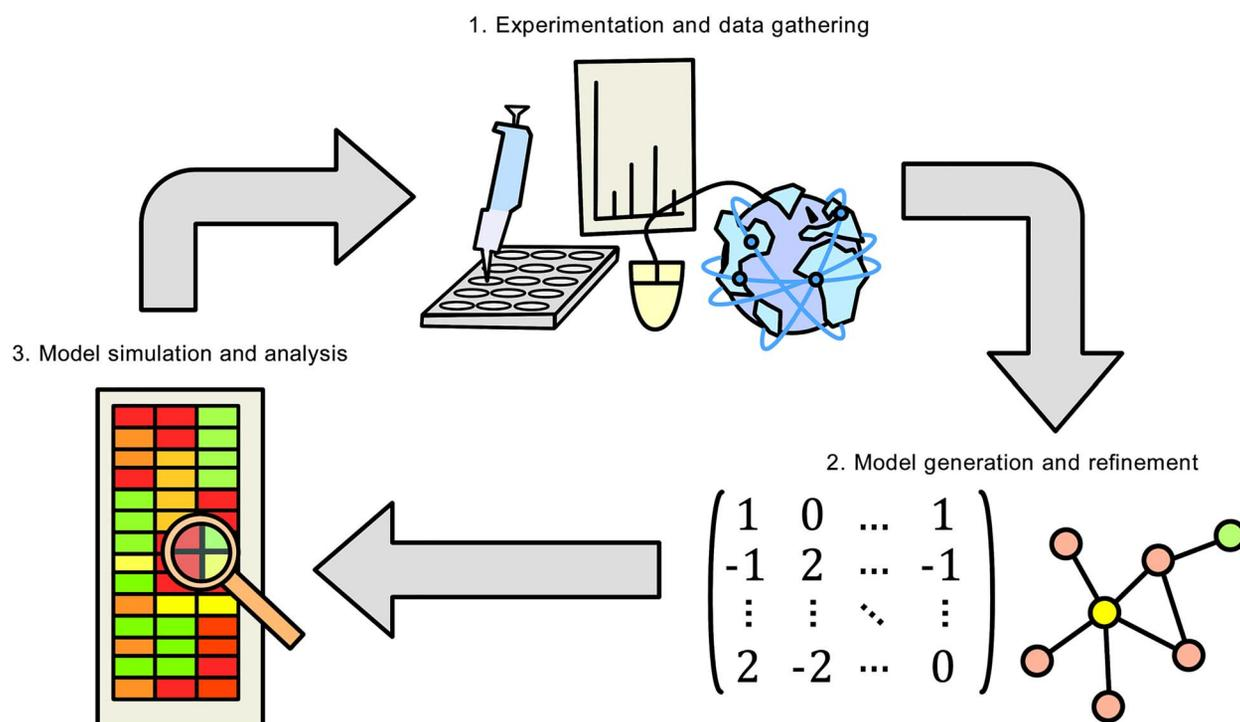 1. Experimentation and data gathering
3. Model simulation and analysis
2. Model generation and refinement
1 0 ... 1
-1 2 ... -1
⋮ ⋮ ⋱ ⋮
2 -2 ... 0